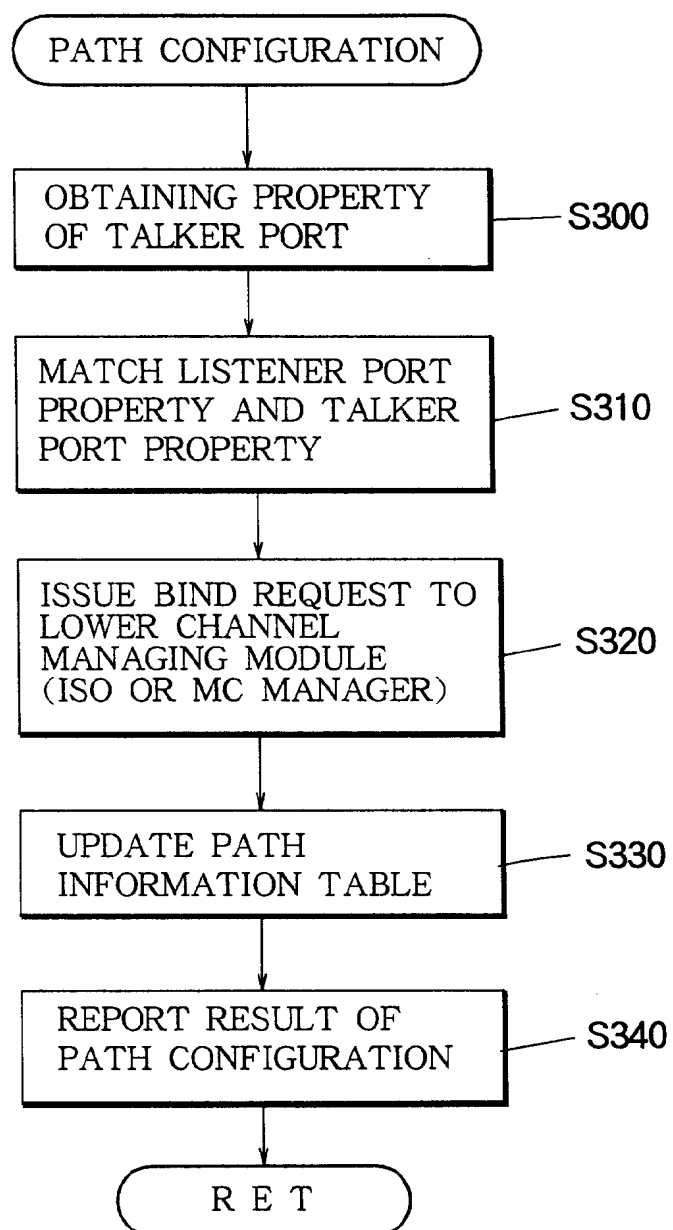 PATH CONFIGURATION
OBTAINING PROPERTY
OF TALKER PORT
S300
MATCH LISTENER PORT
PROPERTY AND TALKER
PORT PROPERTY
S310
ISSUE BIND REQUEST TO
LOWER CHANNEL
MANAGING MODULE
(ISO OR MC MANAGER)
S320
UPDATE PATH
INFORMATION TABLE
S330
REPORT RESULT OF
PATH CONFIGURATION
S340
R E T